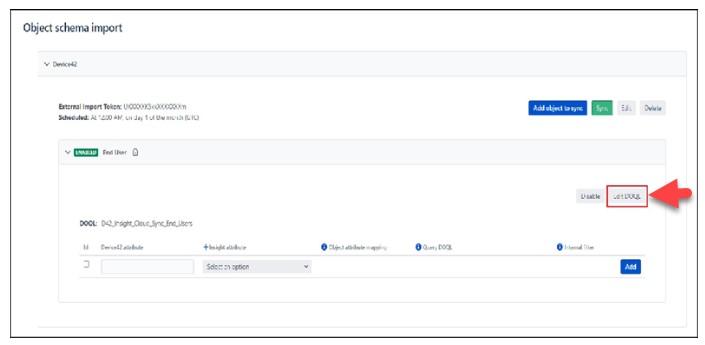 Object schema import
Device42
External Import Token:
Add object to sync Sync Edit Delete
Scheduled: At 12:00 AM, on day 1 of the month (UTC)
ENABLED End User
Disable Edit DOQL
DOQL: D42_Insight_Cloud_Sync_End_Users
Id Device42 attribute Insight attribute Object attribute mapping Query DOQL Internal filter
Select an option Add